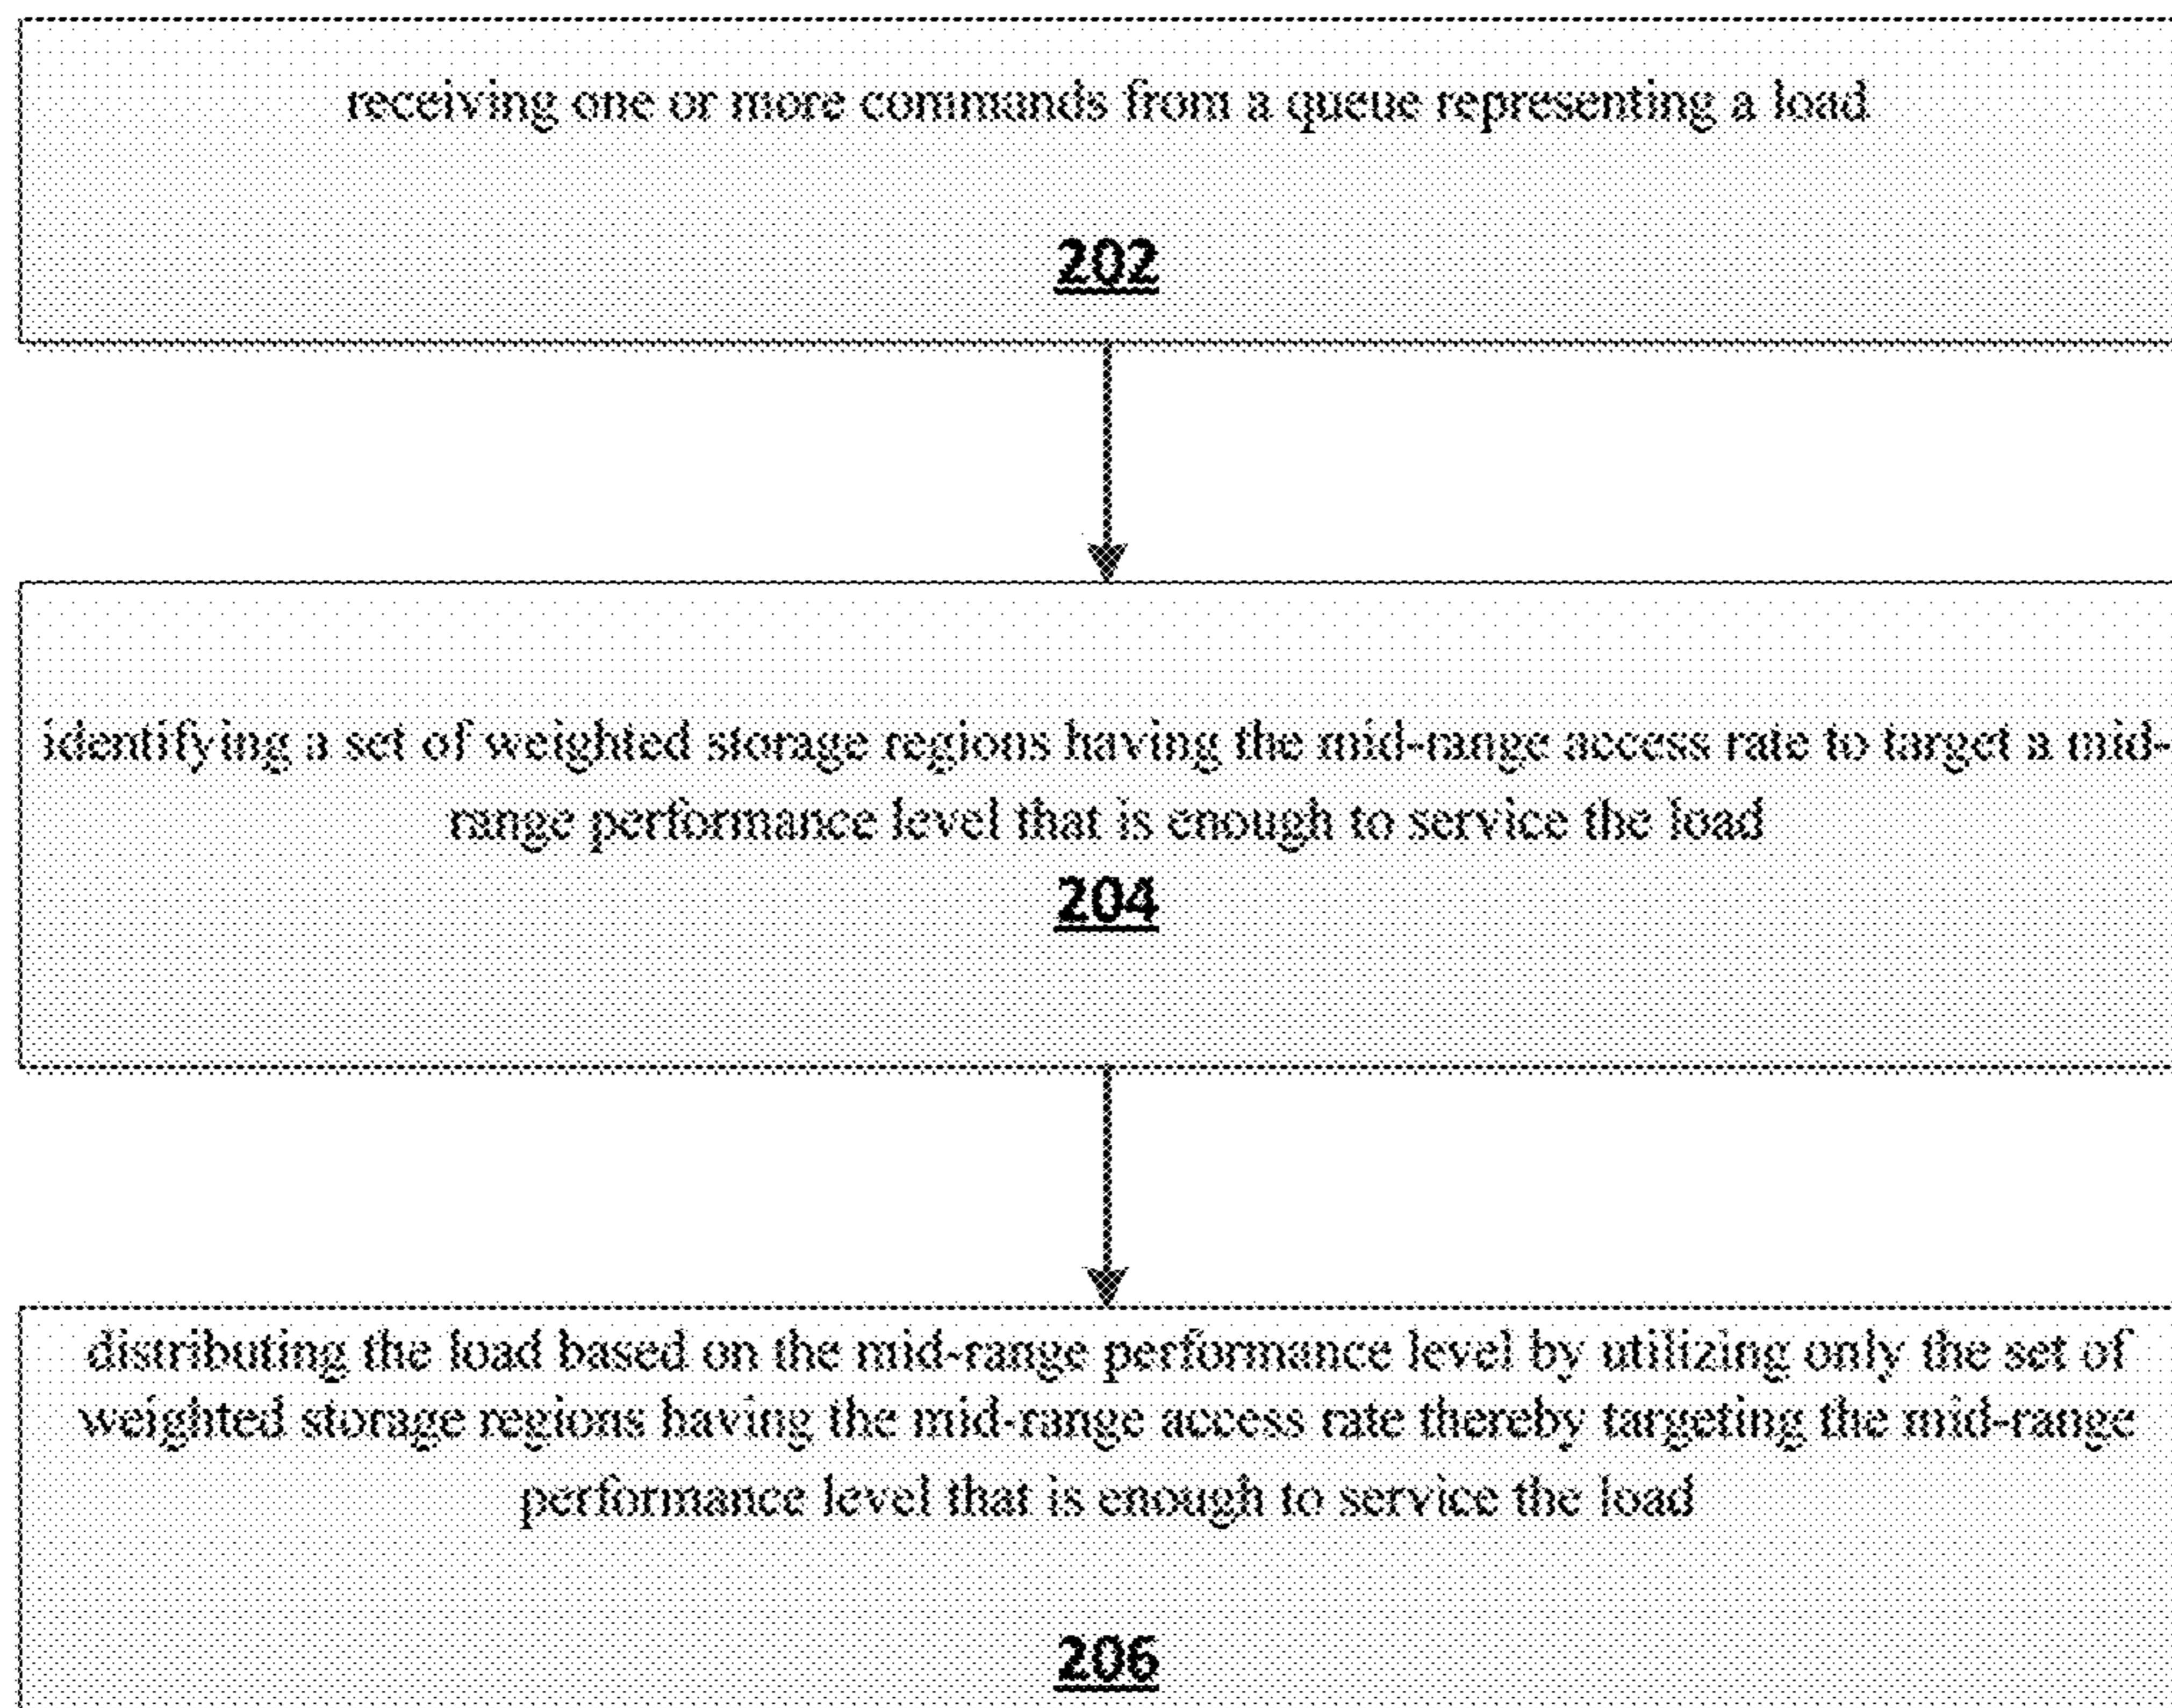 receiving one or more commands from a queue representing a load
202
identifying a set of weighted storage regions having the mid-range access rate to target a mid-
range performance level that is enough to service the load
204
distributing the load based on the mid-range performance level by utilizing only the set of
weighted storage regions having the mid-range access rate thereby targeting the mid-range
performance level that is enough to service the load
206